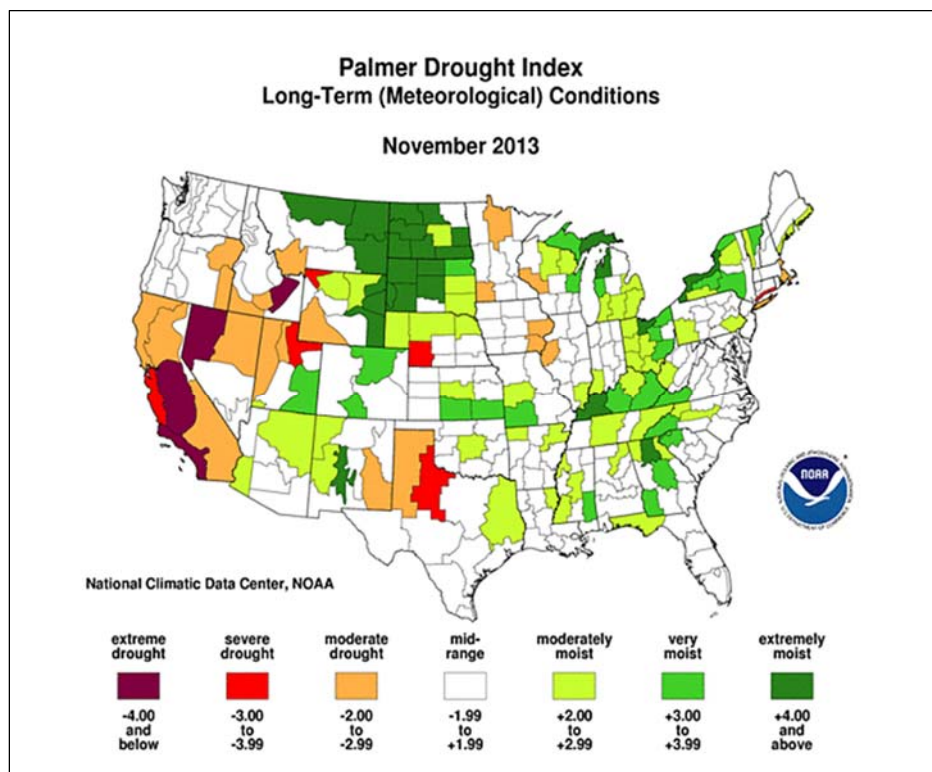 Palmer Drought Index
Long-Term (Meteorological) Conditions
November 2013
NOAA
National Climatic Data Center, NOAA
extreme drought
severe drought
moderate drought
mid-range
moderately moist
very moist
extremely moist
-4.00 and below
-3.00 to -3.99
-2.00 to -2.99
-1.99 to +1.99
+2.00 to +2.99
+3.00 to +3.99
+4.00 and above